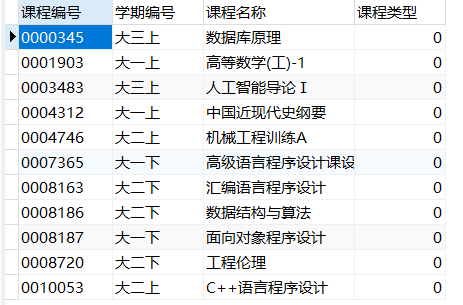 课程编号 学期编号 课程名称 课程类型
0000345 大三上 数据库原理 0
0001903 大一上 高等数学(工)-1 0
0003483 大三上 人工智能导论Ⅰ 0
0004312 大一上 中国近现代史纲要 0
0004746 大二上 机械工程训练A 0
0007365 大一下 高级语言程序设计课设 0
0008163 大二下 汇编语言程序设计 0
0008186 大二下 数据结构与算法 0
0008187 大一下 面向对象程序设计 0
0008720 大二下 工程伦理 0
0010053 大二上 C++语言程序设计 0